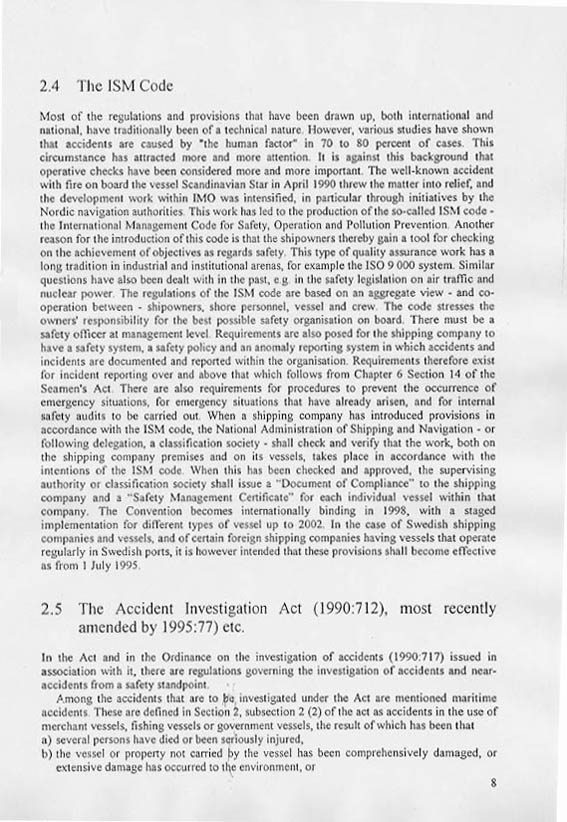 2.4 The ISM Code
Most of the regulations and provisions that have been drawn up, both international and
national, have traditionally been of a technical nature. However, various studies have shown
that accidents are caused by "the human factor" in 70 to 80 percent of cases. This
circumstance has attracted more and more attention. It is against this background that
operative checks have been considered more and more important. The well-known accident
with fire on board the vessel Scandinavian Star in April 1990 threw the matter into relief, and
the development work within IMO was intensified, in particular through initiatives by the
Nordic navigation authorities. This work has led to the production of the so-called ISM code -
the International Management Code for Safety, Operation and Pollution Prevention. Another
reason for the introduction of this code is that the shipowners thereby gain a tool for checking
on the achievement of objectives as regards safety. This type of quality assurance work has a
long tradition in industrial and institutional arenas, for example the ISO 9 000 system. Similar
questions have also been dealt with in the past, e.g. in the safety legislation on air traffic and
nuclear power. The regulations of the ISM code are based on an aggregate view - and co-
operation between - shipowners, shore personnel, vessel and crew. The code stresses the
owners' responsibility for the best possible safety organisation on board. There must be a
safety officer at management level. Requirements are also posed for the shipping company to
have a safety system, a safety policy and an anomaly reporting system in which accidents and
incidents are documented and reported within the organisation. Requirements therefore exist
for incident reporting over and above that which follows from Chapter 6 Section 14 of the
Seamen's Act. There are also requirements for procedures to prevent the occurrence of
emergency situations, for emergency situations that have already arisen, and for internal
safety audits to be carried out. When a shipping company has introduced provisions in
accordance with the ISM code, the National Administration of Shipping and Navigation - or
following delegation, a classification society - shall check and verify that the work, both on
the shipping company premises and on its vessels, takes place in accordance with the
intentions of the ISM code. When this has been checked and approved, the supervising
authority or classification society shall issue a "Document of Compliance" to the shipping
company and a "Safety Management Certificate" for each individual vessel within that
company. The Convention becomes internationally binding in 1998, with a staged
implementation for different types of vessel up to 2002. In the case of Swedish shipping
companies and vessels, and of certain foreign shipping companies having vessels that operate
regularly in Swedish ports, it is however intended that these provisions shall become effective
as from 1 July 1995.
2.5 The Accident Investigation Act (1990:712), most recently
amended by 1995:77) etc.
In the Act and in the Ordinance on the investigation of accidents (1990:717) issued in
association with it, there are regulations governing the investigation of accidents and near-
accidents from a safety standpoint.
Among the accidents that are to be investigated under the Act are mentioned maritime
accidents. These are defined in Section 2, subsection 2 (2) of the act as accidents in the use of
merchant vessels, fishing vessels or government vessels, the result of which has been that
a) several persons have died or been seriously injured,
b) the vessel or property not carried by the vessel has been comprehensively damaged, or
extensive damage has occurred to the environment, or
8